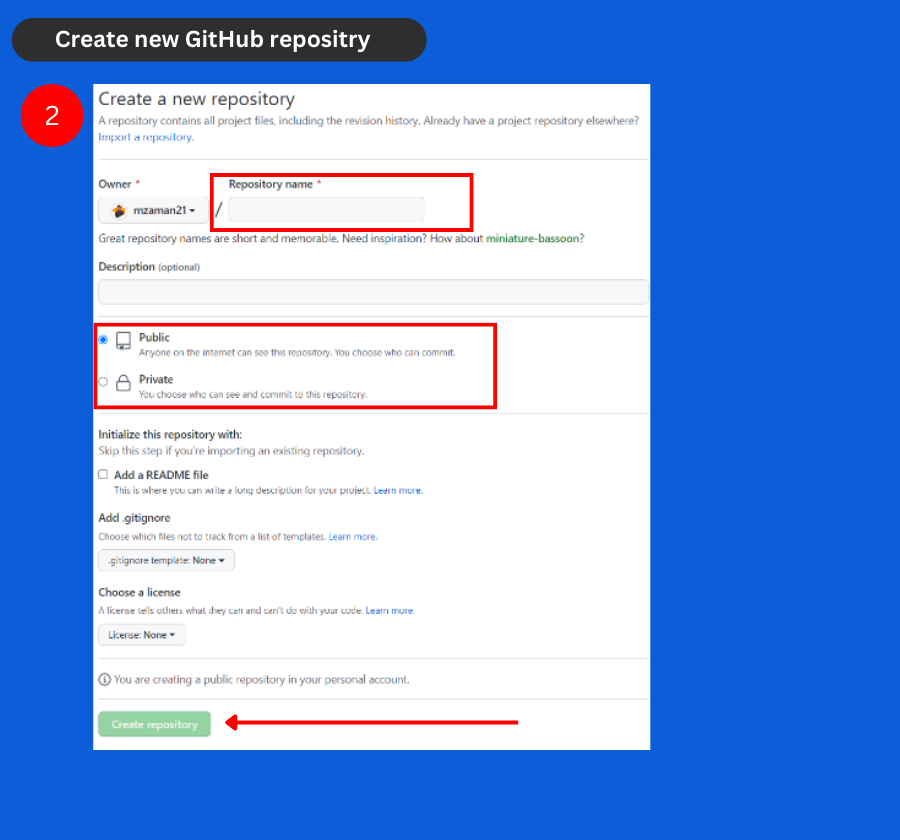 Create new GitHub repositry
2
Create a new repository
A repository contains all project files, including the revision history. Already have a project repository elsewhere?
Import a repository.
Owner * Repository name *
mzaman21 /
Great repository names are short and memorable. Need inspiration? How about miniature-bassoon?
Description (optional)
Public
Anyone on the internet can see this repository. You choose who can commit.
Private
You choose who can see and commit to this repository.
Initialize this repository with:
Skip this step if you're importing an existing repository.
Add a README file
This is where you can write a long description for your project. Learn more.
Add .gitignore
Choose which files not to track from a list of templates. Learn more.
.gitignore template: None
Choose a license
A license tells others what they can and can't do with your code. Learn more.
License: None
You are creating a public repository in your personal account.
Create repository